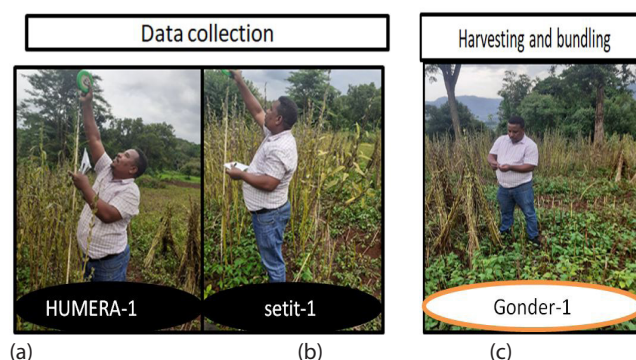 Data collection
Harvesting and bundling
HUMERA-1
setit-1
Gonder-1
(a)
(b)
(c)